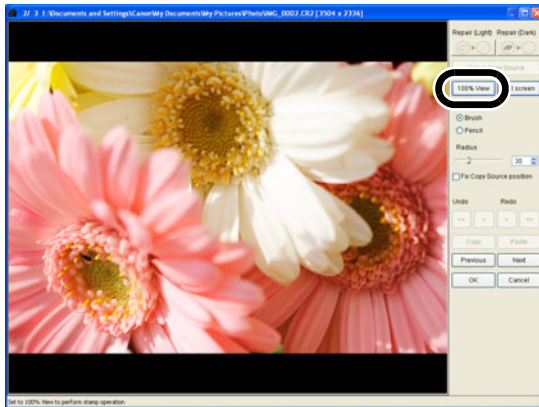 2/ 3 I:\Documents and Settings\Canon\My Documents\My Pictures\Photo\IMG_0002.CR2 [3504 x 2336]
Repair (Light) Repair (Dark)
100% View
screen
Brush
Pencil
Radius
30
Fix Copy Source position
Undo Redo
Copy Paste
Previous Next
OK Cancel
Set to 100% View to perform stamp operation